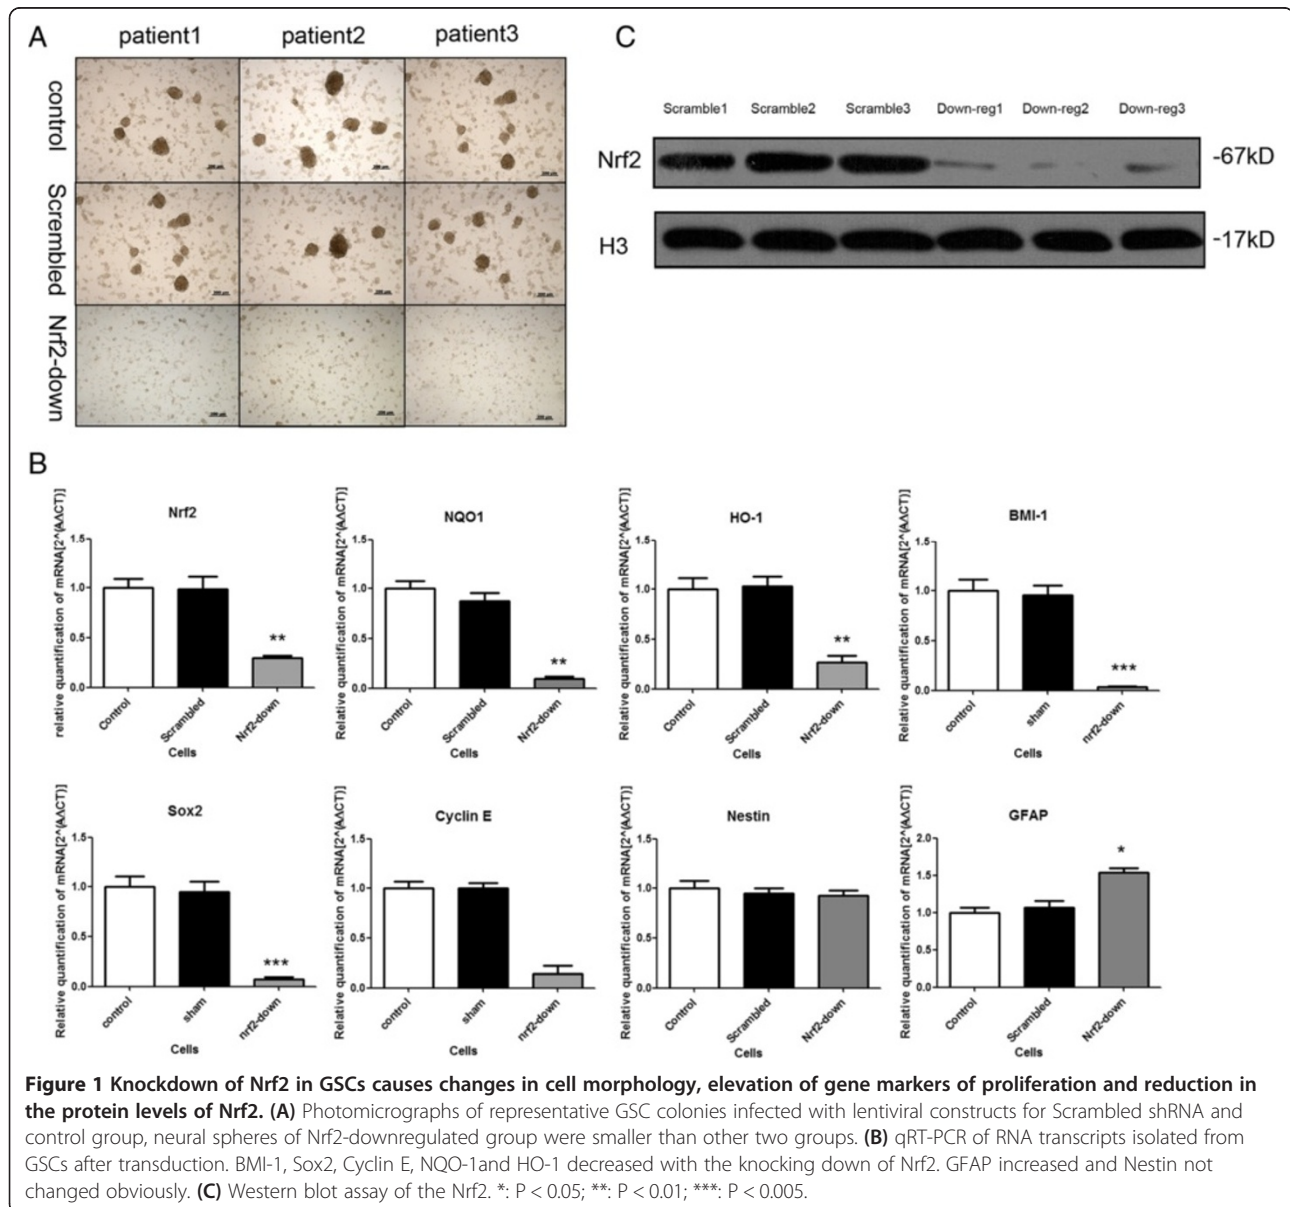 A
patient1 patient2 patient3
control
Scrembled
Nrf2-down
C
Scramble1 Scramble2 Scramble3 Down-reg1 Down-reg2 Down-reg3
Nrf2 -67kD
H3 -17kD
B
Nrf2
relative quantification of mRNA[2^(ΔΔCT)]
1.5
1.0
0.5
0.0
Control Scrambled Nrf2-down
**
Cells
NQO1
Relative quantification of mRNA[2^(ΔΔCT)]
1.5
1.0
0.5
0.0
Control Scrambled Nrf2-down
**
Cells
HO-1
Relative quantification of mRNA[2^(ΔΔCT)]
1.5
1.0
0.5
0.0
Control Scrambled Nrf2-down
**
Cells
BMI-1
Relative quantification of mRNA[2^(ΔΔCT)]
1.5
1.0
0.5
0.0
control sham nrf2-down
***
Cells
Sox2
Relative quantification of mRNA[2^(ΔΔCT)]
1.5
1.0
0.5
0.0
control sham nrf2-down
***
Cells
Cyclin E
Relative quantification of mRNA[2^(ΔΔCT)]
1.5
1.0
0.5
0.0
control sham nrf2-down
Cells
Nestin
Relative quantification of mRNA[2^(ΔΔCT)]
1.5
1.0
0.5
0.0
Control Scrambled Nrf2-down
Cells
GFAP
Relative quantification of mRNA[2^(ΔΔCT)]
2.0
1.5
1.0
0.5
0.0
Control Scrambled Nrf2-down
*
Cells
Figure 1 Knockdown of Nrf2 in GSCs causes changes in cell morphology, elevation of gene markers of proliferation and reduction in
the protein levels of Nrf2. (A) Photomicrographs of representative GSC colonies infected with lentiviral constructs for Scrambled shRNA and
control group, neural spheres of Nrf2-downregulated group were smaller than other two groups. (B) qRT-PCR of RNA transcripts isolated from
GSCs after transduction. BMI-1, Sox2, Cyclin E, NQO-1and HO-1 decreased with the knocking down of Nrf2. GFAP increased and Nestin not
changed obviously. (C) Western blot assay of the Nrf2. *: P < 0.05; **: P < 0.01; ***: P < 0.005.